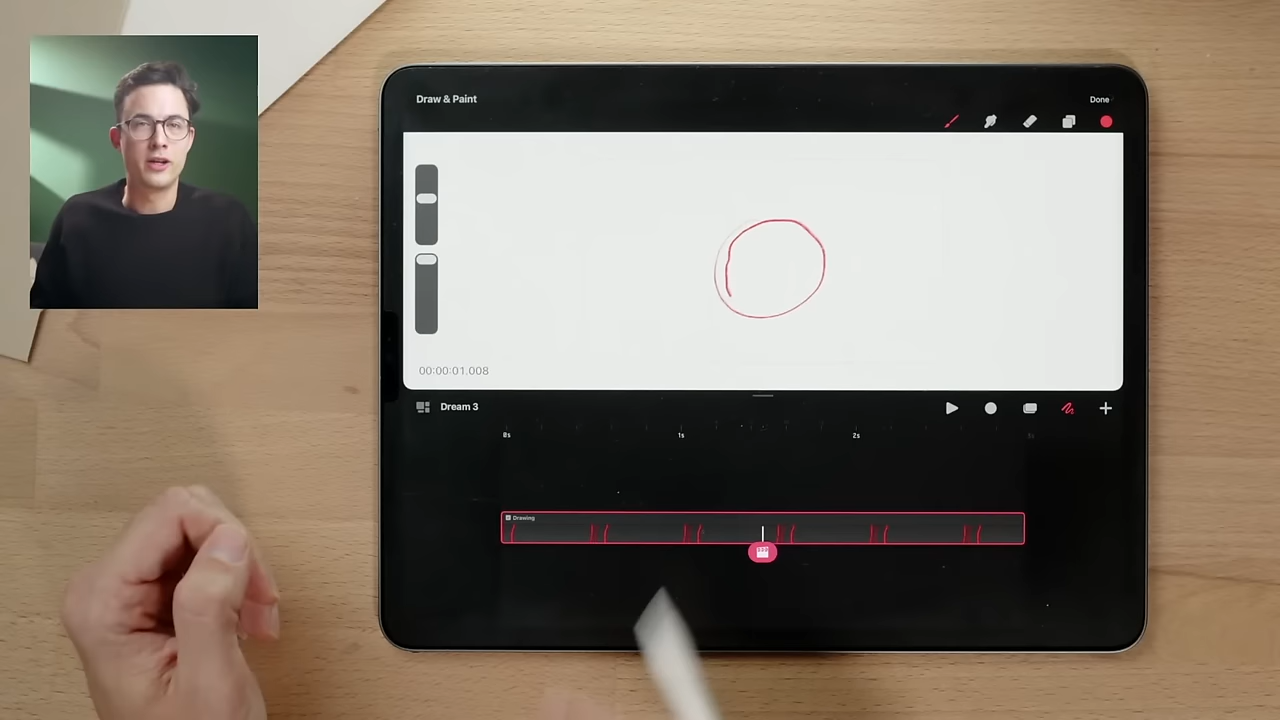 Draw & Paint
Done
00:00:01.008
Dream 3
0s
1s
2s
Drawing